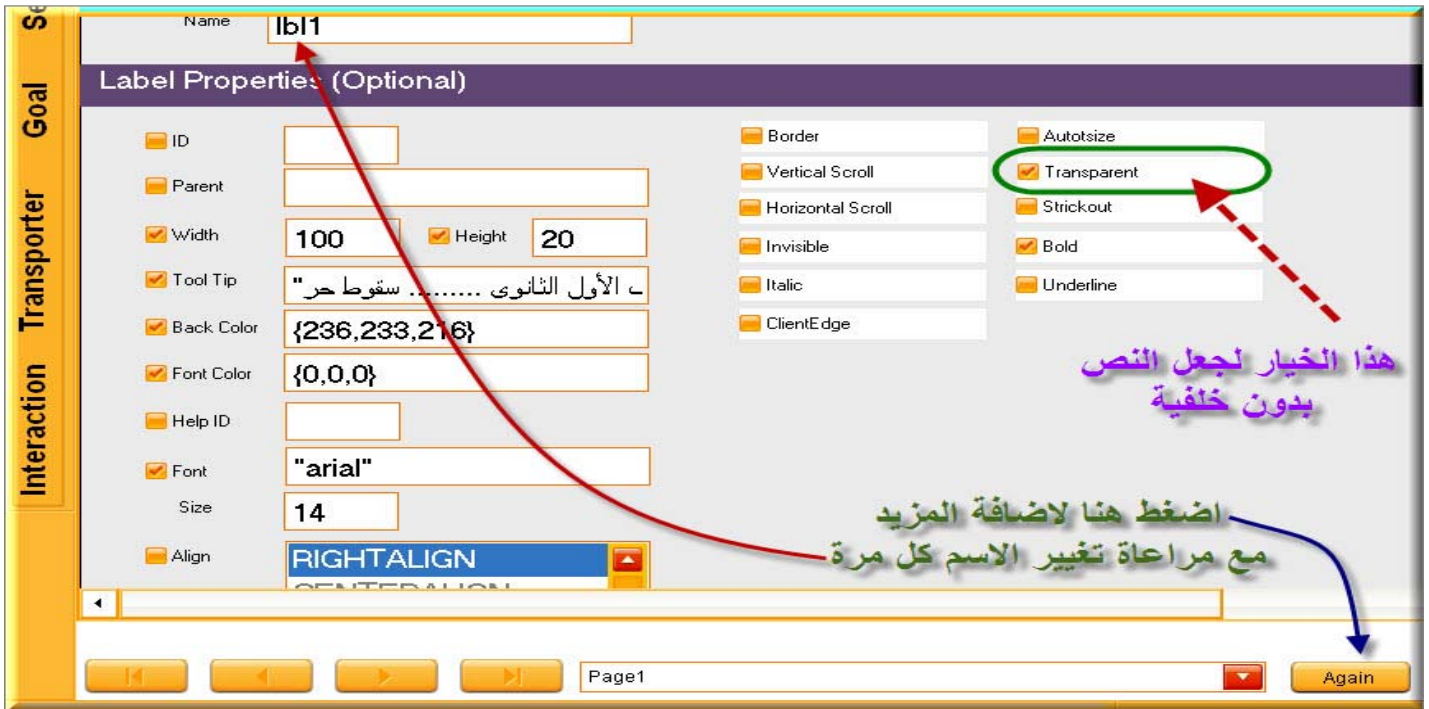 Name
lbl1
Label Properties (Optional)
ID
Parent
Width 100 Height 20
Tool Tip الأول الثانوى ......... سقوط حر"
Back Color {236,233,216}
Font Color {0,0,0}
Help ID
Font "arial"
Size 14
Align RIGHTALIGN
CENTERALIGN
Border Autotsize
Vertical Scroll Transparent
Horizontal Scroll Strickout
Invisible Bold
Italic Underline
ClientEdge
هذا الخيار لجعل النص
بدون خلفية
اضغط هنا لاضافة المزيد
مع مراعاة تغيير الاسم كل مرة
Page1
Again
Goal
Transporter
Interaction